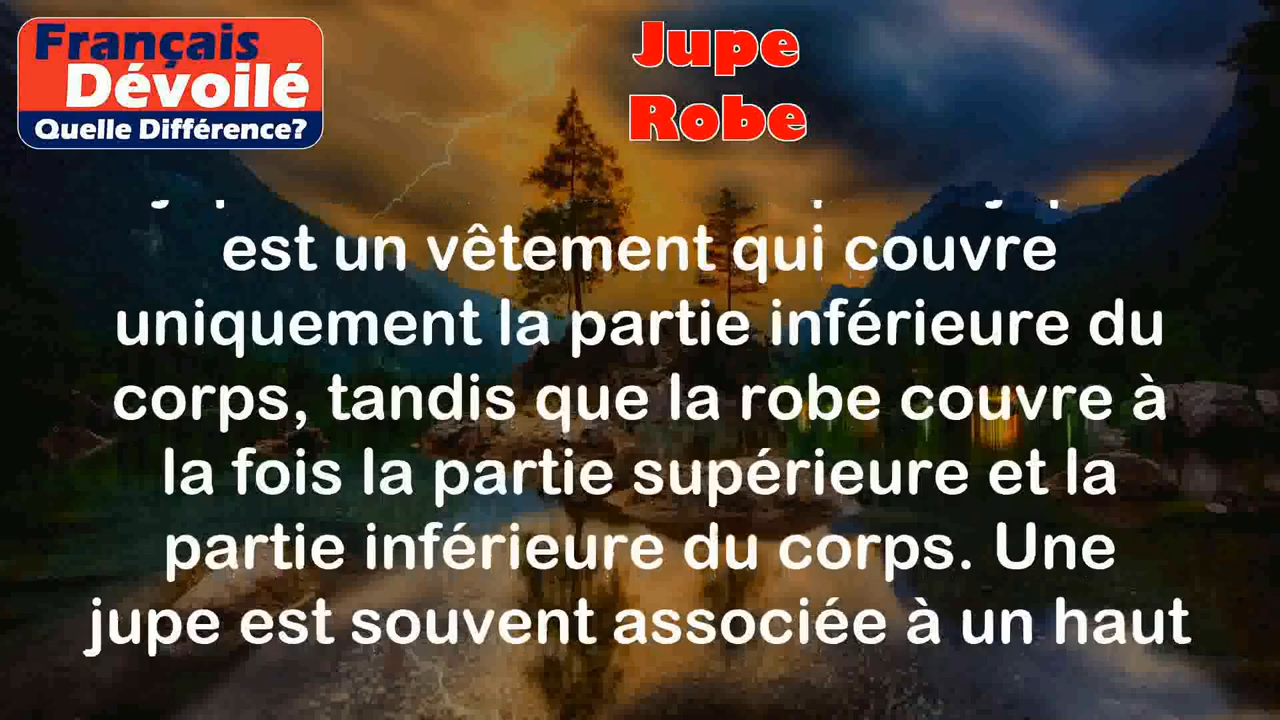 Français
Dévoilé
Quelle Différence?
Jupe
Robe
est un vêtement qui couvre
uniquement la partie inférieure du
corps, tandis que la robe couvre à
la fois la partie supérieure et la
partie inférieure du corps. Une
jupe est souvent associée à un haut